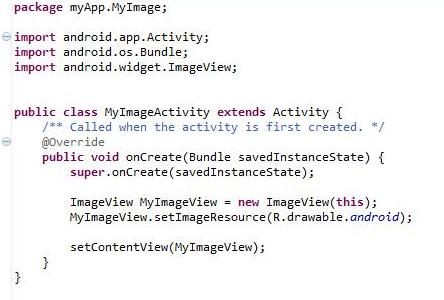 package myApp.MyImage;
import android.app.Activity;
import android.os.Bundle;
import android.widget.ImageView;
public class MyImageActivity extends Activity {
/** Called when the activity is first created. */
@Override
public void onCreate(Bundle savedInstanceState) {
super.onCreate(savedInstanceState);
ImageView MyImageView = new ImageView(this);
MyImageView.setImageResource(R.drawable.android);
setContentView(MyImageView);
}
}